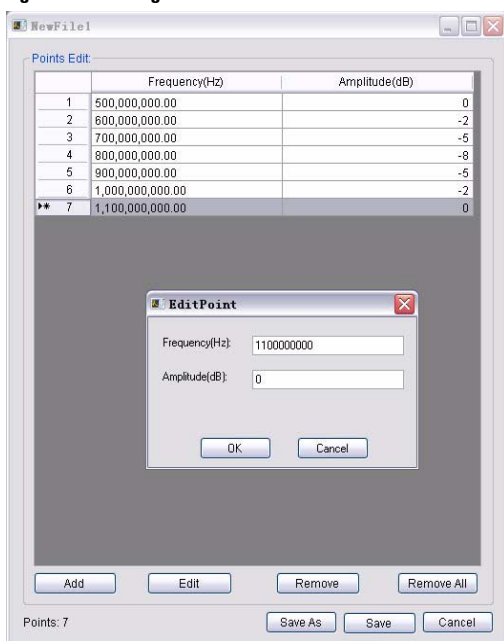 NewFile1
Points Edit:
Frequency(Hz) Amplitude(dB)
1 500,000,000.00 0
2 600,000,000.00 -2
3 700,000,000.00 -5
4 800,000,000.00 -8
5 900,000,000.00 -5
6 1,000,000,000.00 -2
7 1,100,000,000.00 0
EditPoint
Frequency(Hz): 1100000000
Amplitude(dB): 0
OK Cancel
Add Edit Remove Remove All
Points: 7 Save As Save Cancel